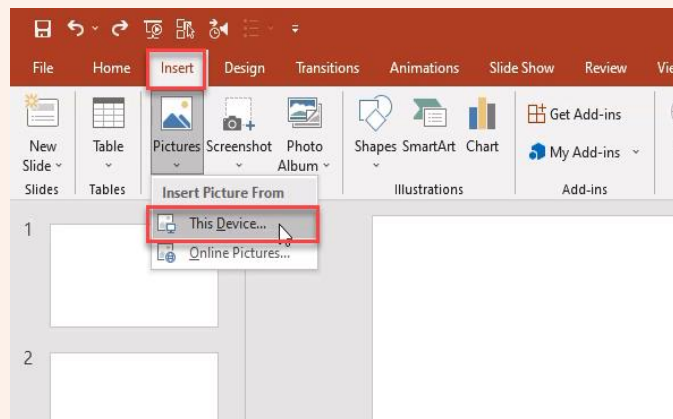 File Home Insert Design Transitions Animations Slide Show Review
New Slide Table Pictures Screenshot Photo Album Shapes SmartArt Chart Get Add-ins
My Add-ins
Slides Tables Insert Picture From Illustrations Add-ins
This Device...
Online Pictures...
1
2